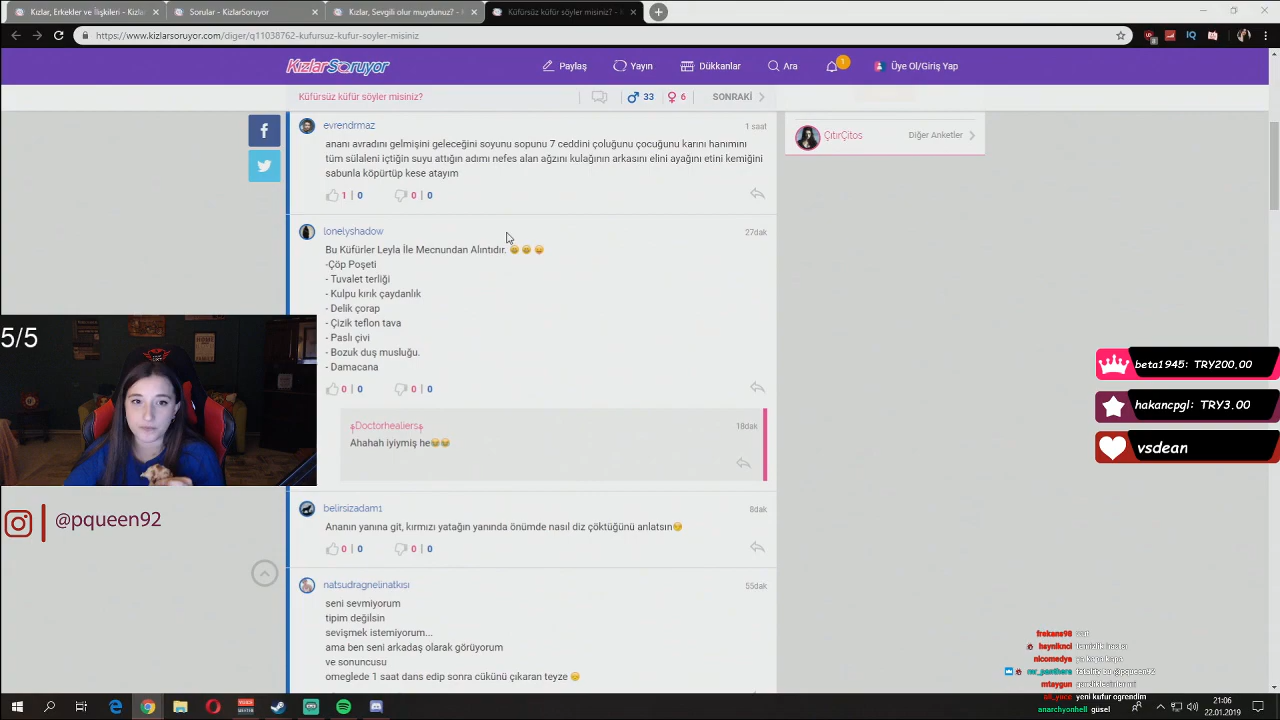 Kızlar, Erkekler ve İlişkileri - Kızlar
Sorular - KizlarSoruyor
Kızlar, Sevgili olur muydunuz? -
Küfürsüz küfür söyler misiniz? -
https://www.kizlarsoruyor.com/diger/q11038762-kufursuz-kufur-soyler-misiniz
KızlarSoruyor
Paylaş
Yayın
Dükkanlar
Ara
1
Üye Ol/Giriş Yap
Küfürsüz küfür söyler misiniz?
33
6
SONRAKİ
evrendrmaz
1 saat
ananı avradını gelmişini geleceğini soyunu sopunu 7 ceddini çoluğunu çocuğunu karını hanımını
tüm sülaleni içtiğin suyu attığın adımı nefes alan ağzını kulağının arkasını elini ayağını etini kemiğini
sabunla köpürtüp kese atayım
1 | 0
0 | 0
ÇıtırÇitos
Diğer Anketler
lonelyshadow
27dak
Bu Küfürler Leyla İle Mecnundan Alıntıdır.
-Çöp Poşeti
- Tuvalet terliği
- Kulpu kırık çaydanlık
- Delik çorap
- Çizik teflon tava
- Paslı çivi
- Bozuk duş musluğu.
- Damacana
0 | 0
0 | 0
Doctorhealiers
18dak
Ahahah iyiymiş he
belirsizadam1
8dak
Ananın yanına git, kırmızı yatağın yanında önümde nasıl diz çöktüğünü anlatsın
0 | 0
0 | 0
natsudragnelinatkısı
55dak
seni sevmiyorum
tipim değilsin
sevişmek istemiyorum...
ama ben seni arkadaş olarak görüyorum
ve sonuncusu
omeglede 1 saat dans edip sonra cükünü çıkaran teyze
5/5
@pqueen92
beta1945: TRY200.00
hakancpgl: TRY3.00
vsdean
frekans98
hayniknci
nicomedya ya kapa kapa
mr_panthera
mtaygun
yeni kufur ogrendim
anarchyonhell güsel
21:06
22.01.2019